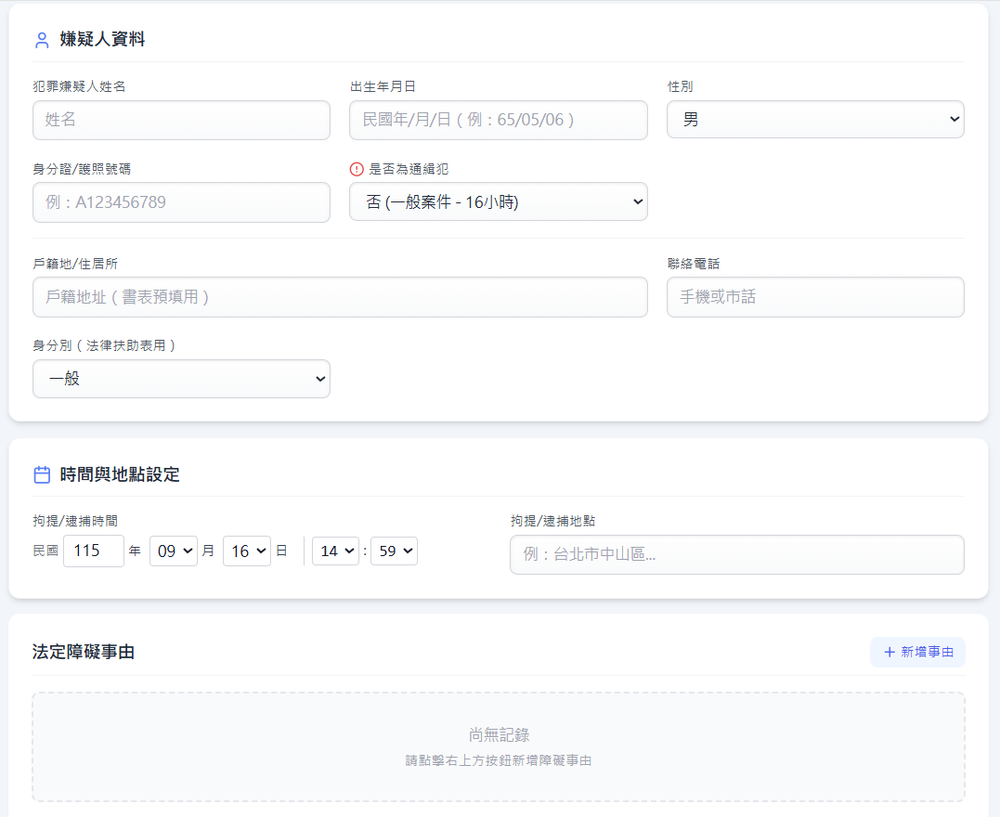 嫌疑人資料
犯罪嫌疑人姓名 出生年月日 性別
姓名 民國年/月/日 ( 例：65/05/06 ) 男
身分證/護照號碼 是否為通緝犯
例：A123456789 否 (一般案件 - 16小時)
戶籍地/住居所 聯絡電話
戶籍地址 ( 書表預填用 ) 手機或市話
身分別 ( 法律扶助表用 )
一般
時間與地點設定
拘提/逮捕時間 拘提/逮捕地點
民國 115 年 09 月 16 日 14 : 59 例：台北市中山區...
法定障礙事由 + 新增事由
尚無記錄
請點擊右上方按鈕新增障礙事由